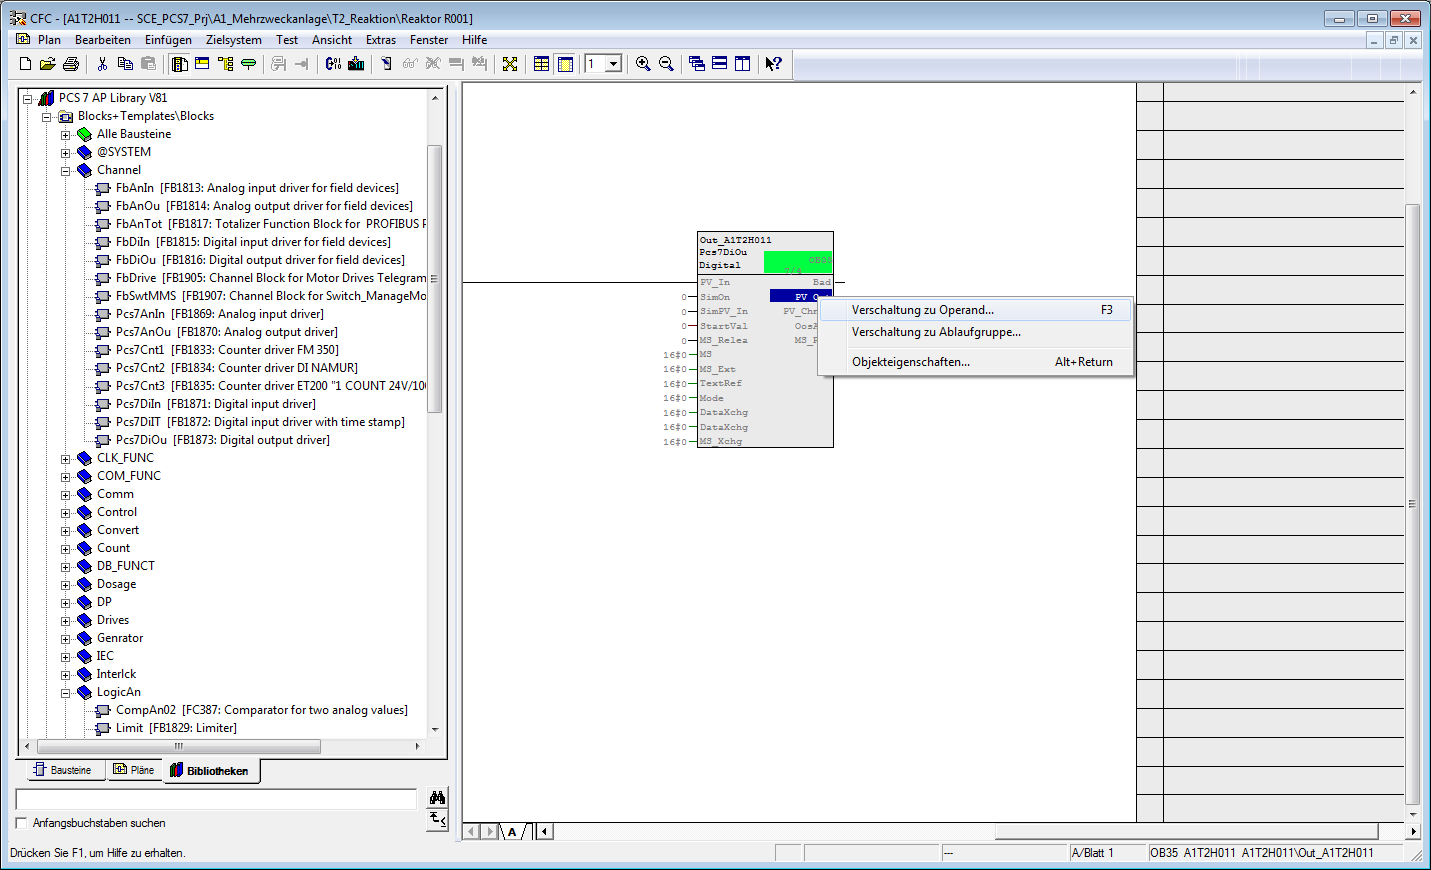 CFC - [A1T2H011 -- SCE_PCS7_Prj\A1_Mehrzweckanlage\T2_Reaktion\Reaktor R001]
Plan Bearbeiten Einfügen Zielsystem Test Ansicht Extras Fenster Hilfe
1
PCS 7 AP Library V81
Blocks+Templates\Blocks
Alle Bausteine
@SYSTEM
Channel
FbAnIn [FB1813: Analog input driver for field devices]
FbAnOu [FB1814: Analog output driver for field devices]
FbAnTot [FB1817: Totalizer Function Block for PROFIBUS
FbDiIn [FB1815: Digital input driver for field devices]
FbDiOu [FB1816: Digital output driver for field devices]
FbDrive [FB1905: Channel Block for Motor Drives Telegram
FbSwtMMS [FB1907: Channel Block for Switch_ManageMo
Pcs7AnIn [FB1869: Analog input driver]
Pcs7AnOu [FB1870: Analog output driver]
Pcs7Cnt1 [FB1833: Counter driver FM 350]
Pcs7Cnt2 [FB1834: Counter driver DI NAMUR]
Pcs7Cnt3 [FB1835: Counter driver ET200 "1 COUNT 24V/10
Pcs7DiIn [FB1871: Digital input driver]
Pcs7DiIT [FB1872: Digital input driver with time stamp]
Pcs7DiOu [FB1873: Digital output driver]
CLK_FUNC
COM_FUNC
Comm
Control
Convert
Count
DB_FUNCT
Dosage
DP
Drives
Genrator
IEC
Interlck
LogicAn
CompAn02 [FC387: Comparator for two analog values]
Limit [FB1829: Limiter]
Bausteine Pläne Bibliotheken
Anfangsbuchstaben suchen
Out_A1T2H011
Pcs7DiOu
Digital
OB35
7/4
PV_In Bad
0 SimOn PV_
0 SimPV_In PV_Chn
0 StartVal
0 MS_Relea
16#0 MS
16#0 MS_Ext
16#0 TextRef
16#0 Mode
16#0 DataXchg
16#0 DataXchg
16#0 MS_Xchg
Verschaltung zu Operand... F3
Verschaltung zu Ablaufgruppe...
Objekteigenschaften... Alt+Return
A
Drücken Sie F1, um Hilfe zu erhalten.
---
A/Blatt 1
OB35 A1T2H011 A1T2H011\Out_A1T2H011